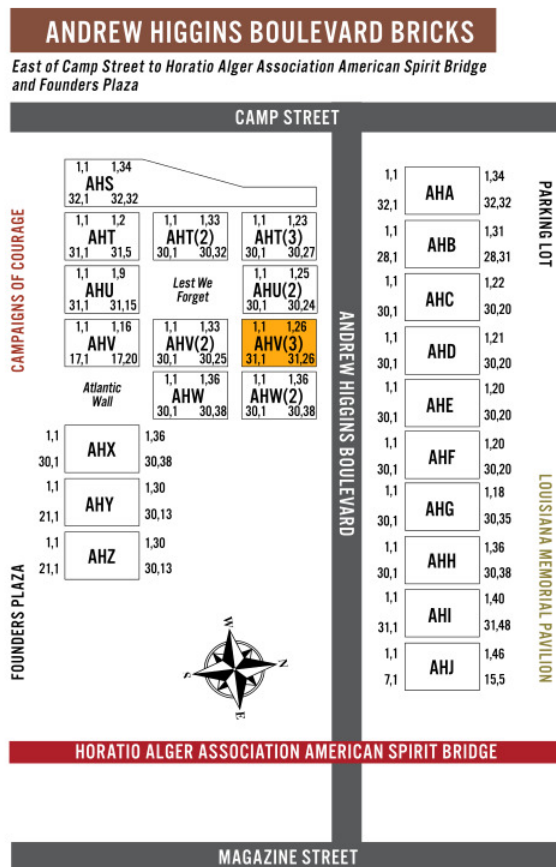 ANDREW HIGGINS BOULEVARD BRICKS
East of Camp Street to Horatio Alger Association American Spirit Bridge
and Founders Plaza
CAMP STREET
1,1 1,34
AHS
32,1 32,32
1,1 1,2
AHT
31,1 31,5
1,1 1,33
AHT(2)
30,1 30,32
1,1 1,23
AHT(3)
30,1 30,27
1,1 1,9
AHU
31,1 31,15
Lest We
Forget
1,1 1,25
AHU(2)
30,1 30,24
1,1 1,16
AHV
17,1 17,20
1,1 1,33
AHV(2)
30,1 30,25
1,1 1,26
AHV(3)
31,1 31,26
Atlantic
Wall
1,1 1,36
AHW
30,1 30,38
1,1 1,36
AHW(2)
30,1 30,38
1,1 1,36
AHX
30,1 30,38
1,1 1,30
AHY
21,1 30,13
1,1 1,30
AHZ
21,1 30,13
CAMPAIGNS OF COURAGE
FOUNDERS PLAZA
W
N
S
E
ANDREW HIGGINS BOULEVARD
1,1 1,34
AHA
32,1 32,32
1,1 1,31
AHB
28,1 28,31
1,1 1,22
AHC
30,1 30,20
1,1 1,21
AHD
30,1 30,20
1,1 1,20
AHE
30,1 30,20
1,1 1,20
AHF
30,1 30,20
1,1 1,18
AHG
30,1 30,35
1,1 1,36
AHH
30,1 30,38
1,1 1,40
AHI
31,1 31,48
1,1 1,46
AHJ
7,1 15,5
PARKING LOT
LOUISIANA MEMORIAL PAVILION
HORATIO ALGER ASSOCIATION AMERICAN SPIRIT BRIDGE
MAGAZINE STREET